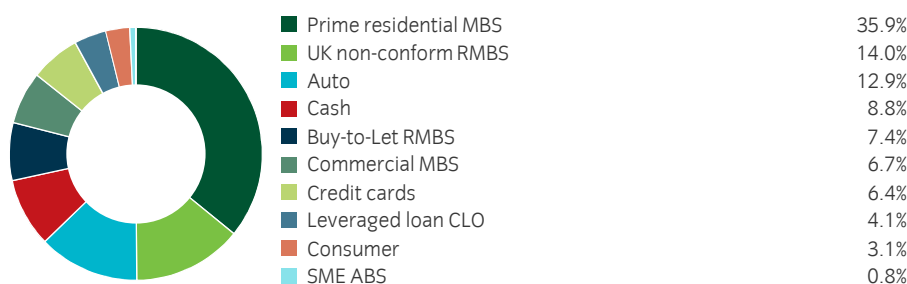 Prime residential MBS 35.9%
UK non-conform RMBS 14.0%
Auto 12.9%
Cash 8.8%
Buy-to-Let RMBS 7.4%
Commercial MBS 6.7%
Credit cards 6.4%
Leveraged loan CLO 4.1%
Consumer 3.1%
SME ABS 0.8%